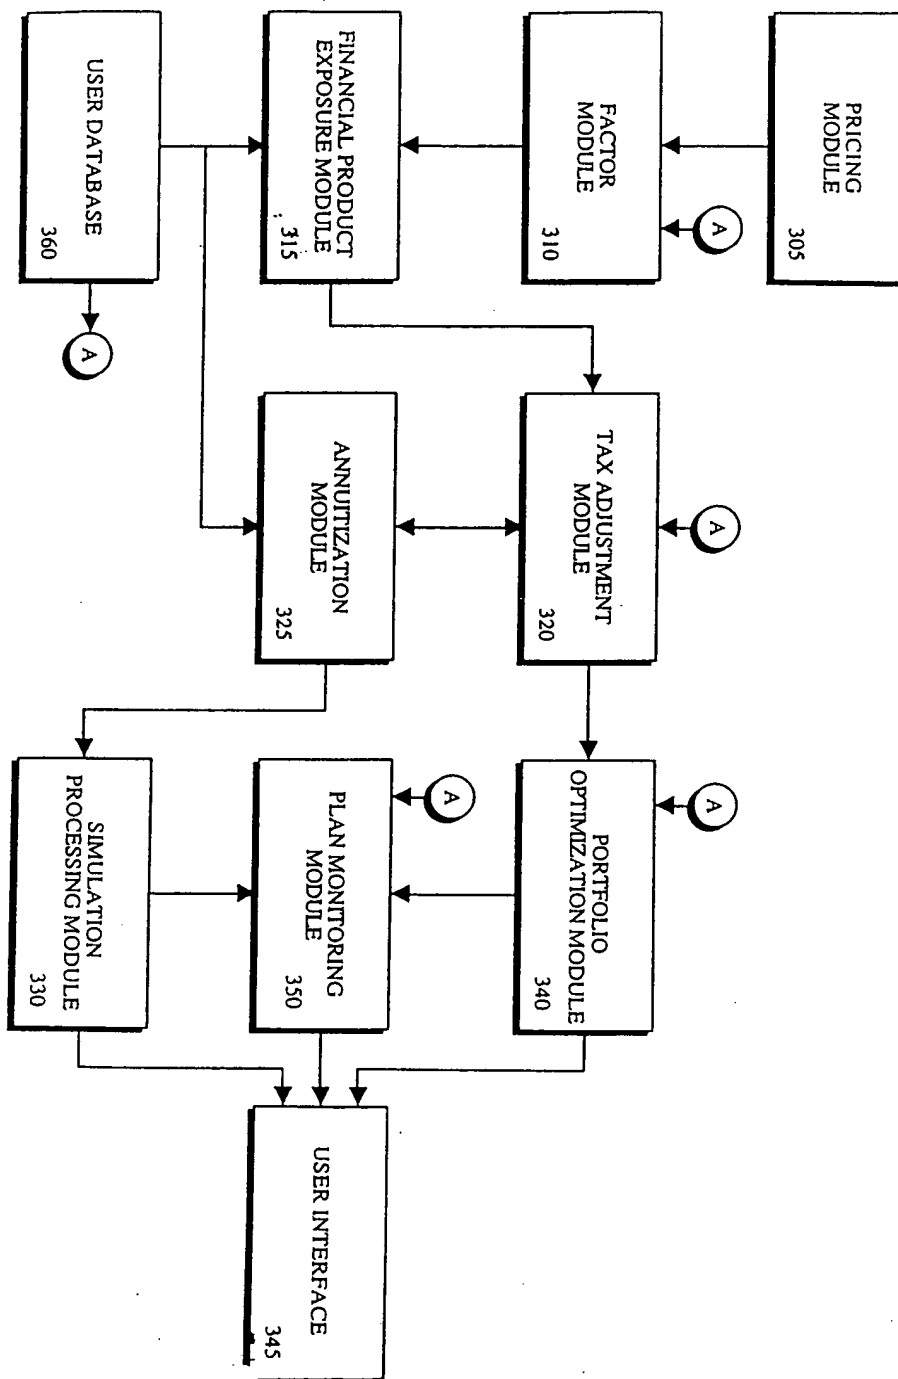 PRICING
MODULE
305
FACTOR
MODULE
310
A
FINANCIAL PRODUCT
EXPOSURE MODULE
315
USER DATABASE
360
A
TAX ADJUSTMENT
MODULE
320
A
ANNUITIZATION
MODULE
325
PORTFOLIO
OPTIMIZATION MODULE
340
A
PLAN MONITORING
MODULE
350
A
SIMULATION
PROCESSSING MODULE
330
USER INTERFACE
345